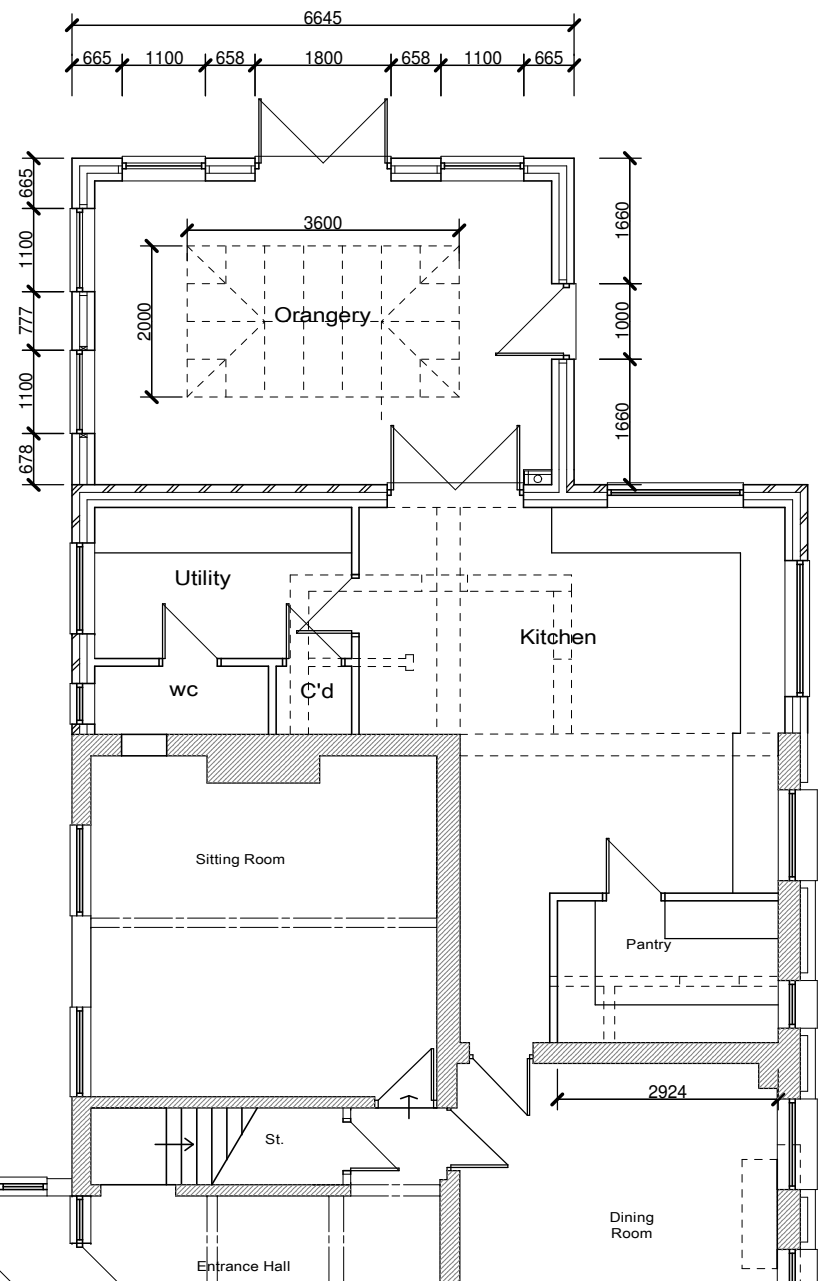 6645
665 1100 658 1800 658 1100 665
665
1100
777
1100
678
1660
1000
1660
3600
2000
Orangery
Utility
Kitchen
wc
C'd
Sitting Room
Pantry
2924
St.
Dining
Room
Entrance Hall